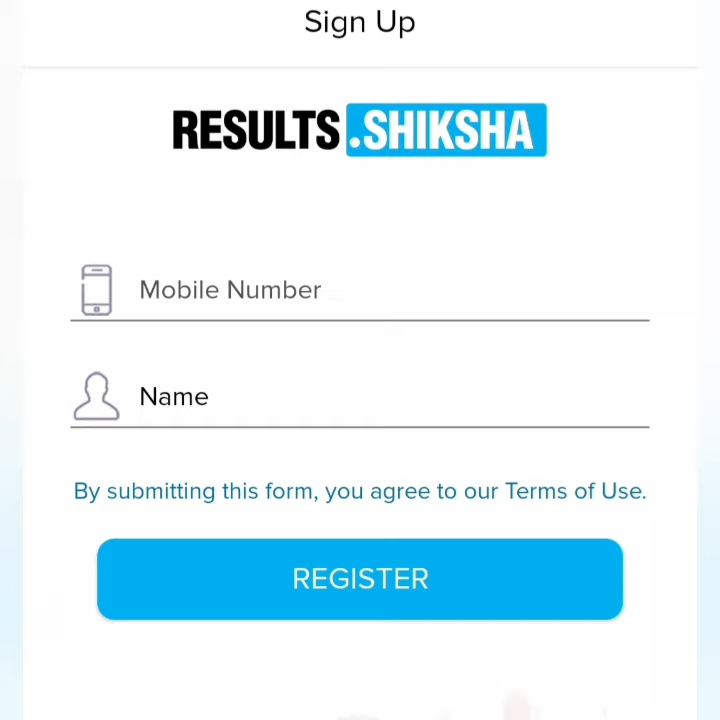 Sign Up
RESULTS.SHIKSHA
Mobile Number
Name
By submitting this form, you agree to our Terms of Use.
REGISTER